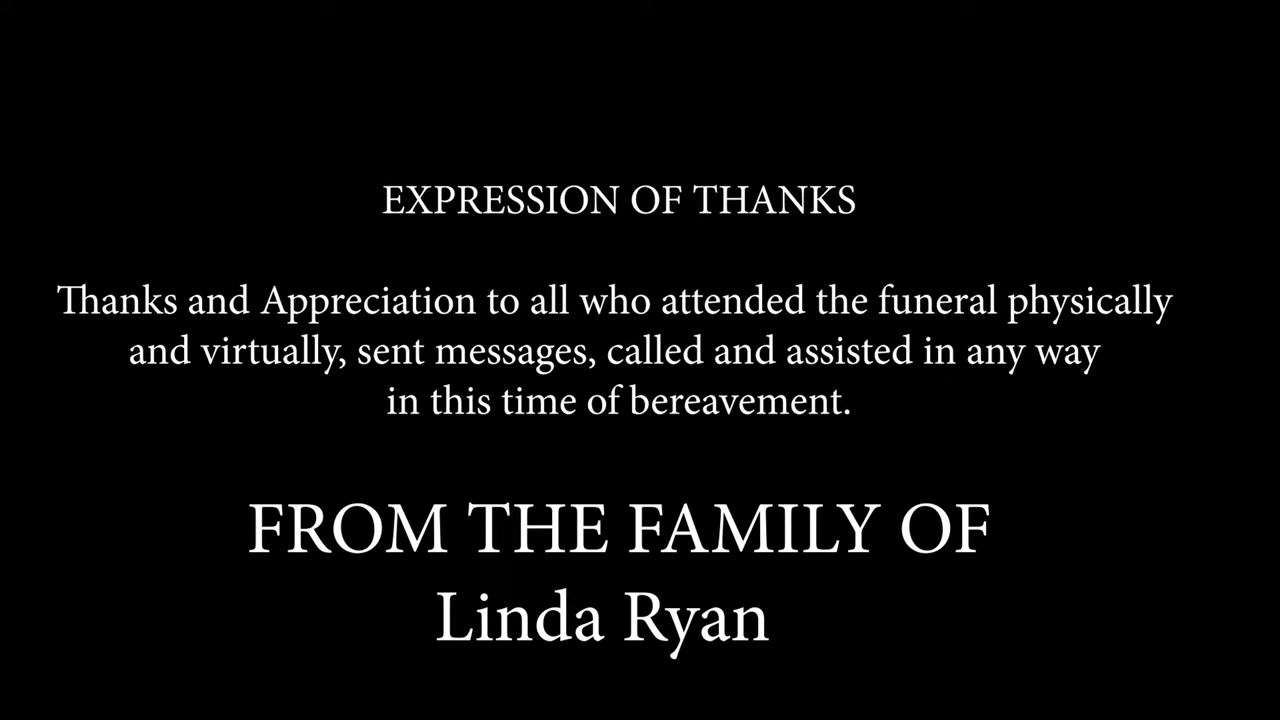 EXPRESSION OF THANKS
Thanks and Appreciation to all who attended the funeral physically
and virtually, sent messages, called and assisted in any way
in this time of bereavement.
FROM THE FAMILY OF
Linda Ryan